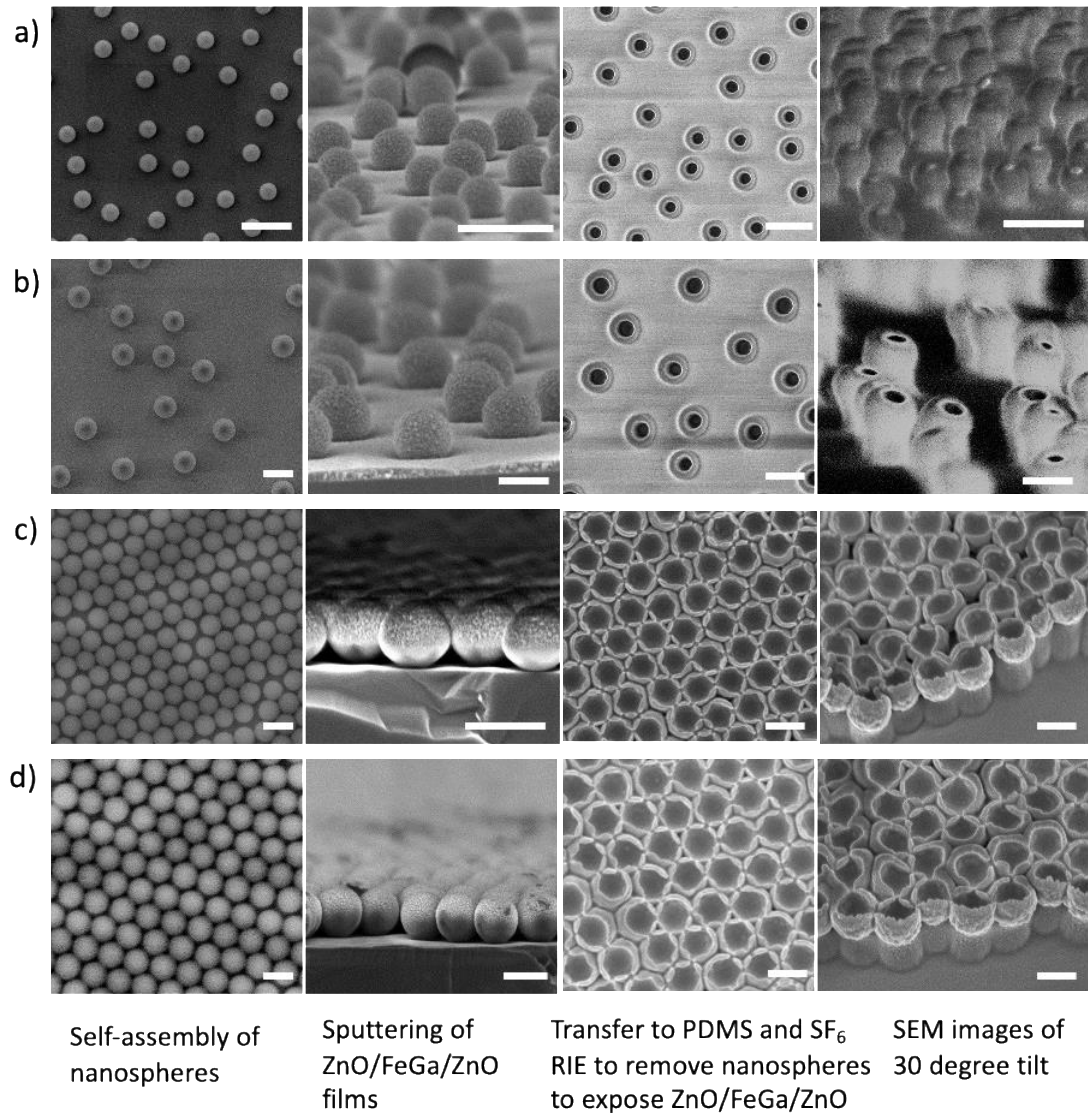 a)
b)
c)
d)
Self-assembly of
nanospheres
Sputtering of
ZnO/FeGa/ZnO
films
Transfer to PDMS and SF₆
RIE to remove nanospheres
to expose ZnO/FeGa/ZnO
SEM images of
30 degree tilt